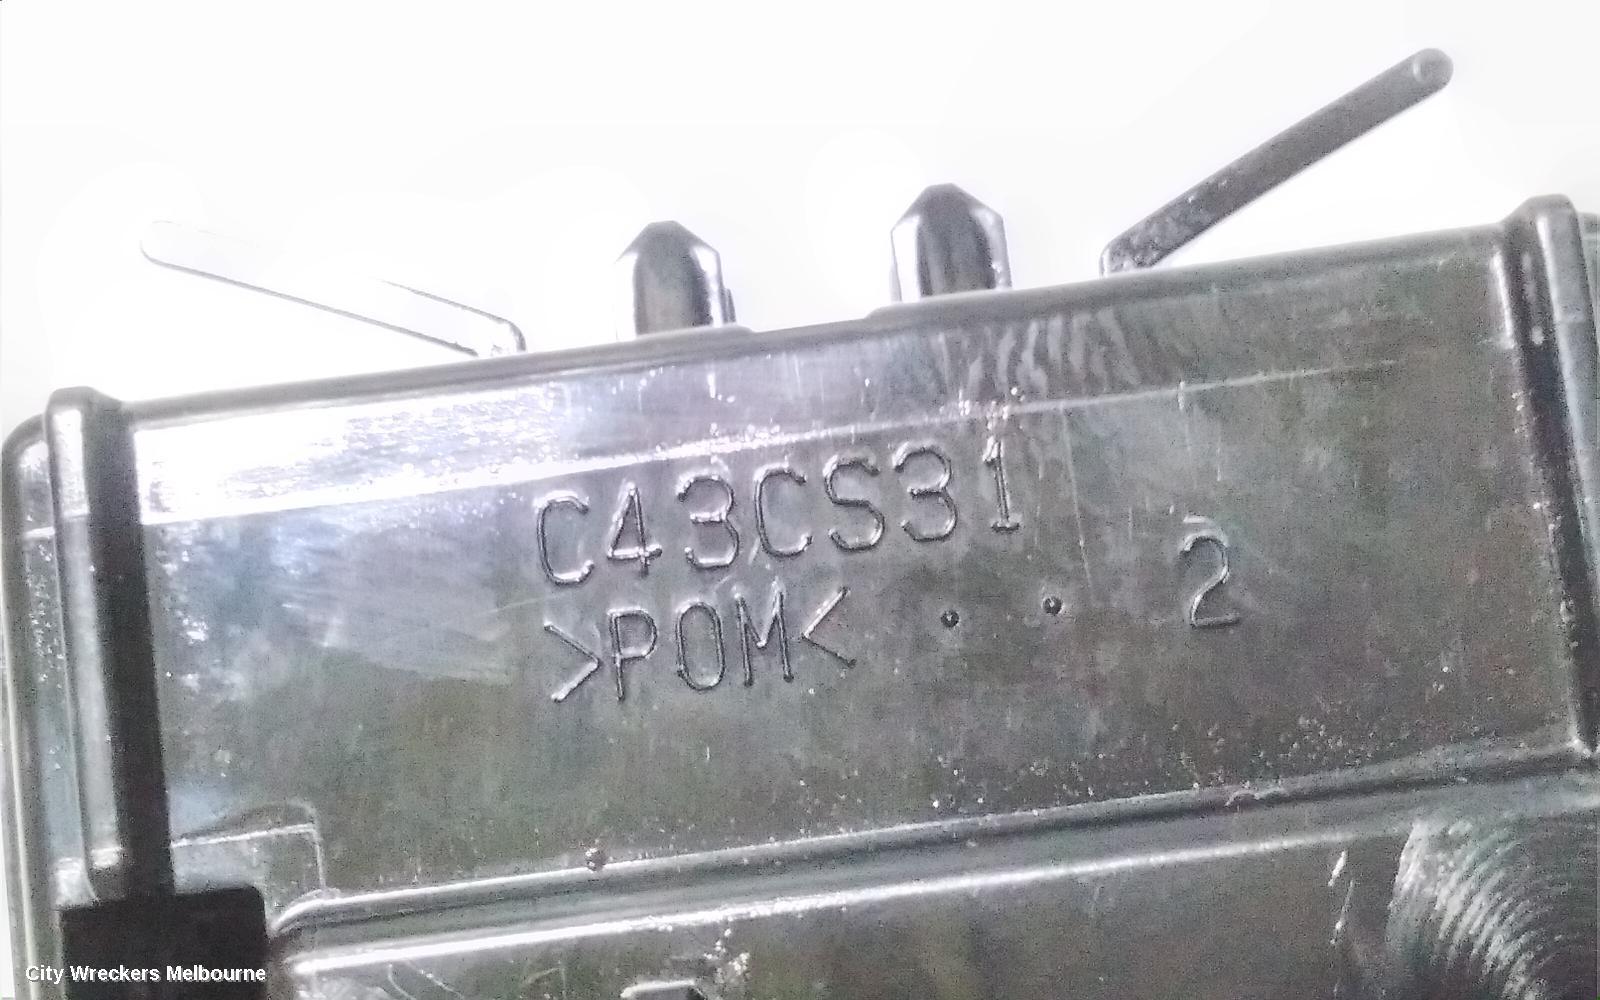 C43CS31
>POM< . . 2
City Wreckers Melbourne